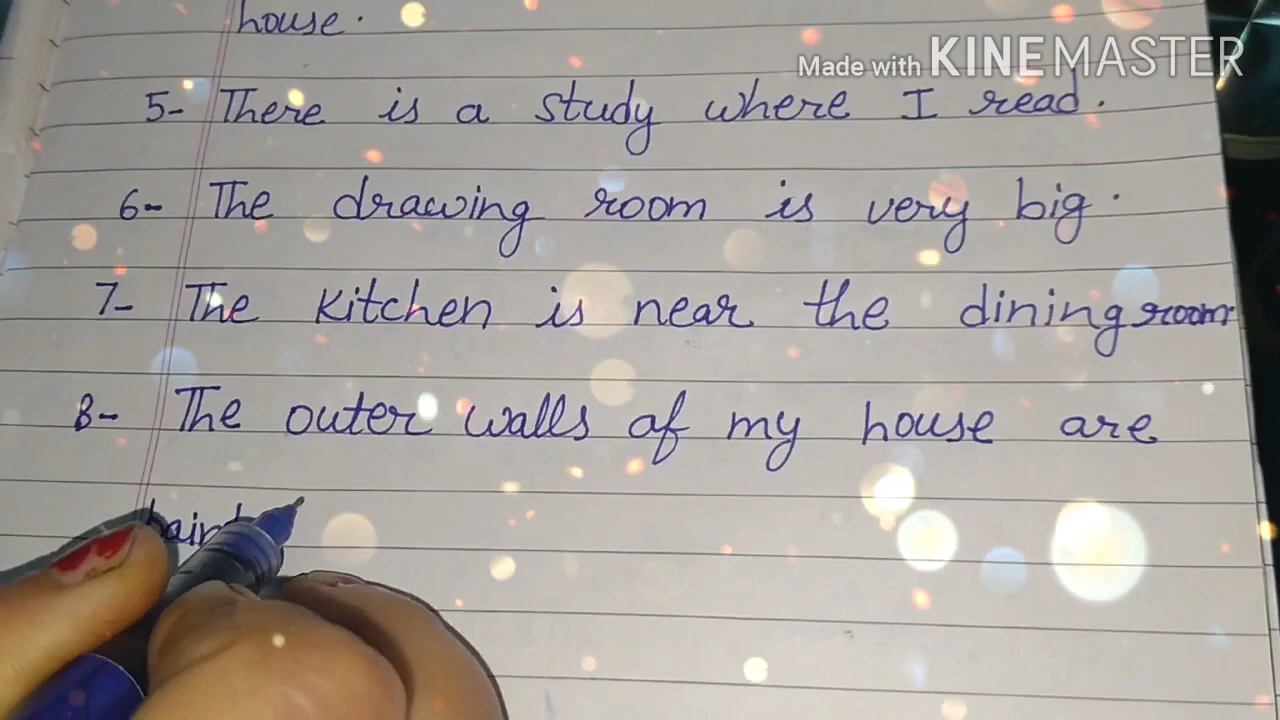 house.
Made with KINEMASTER
5- There is a study where I read.
6- The drawing room is very big.
7- The kitchen is near the dining room.
8- The outer walls of my house are